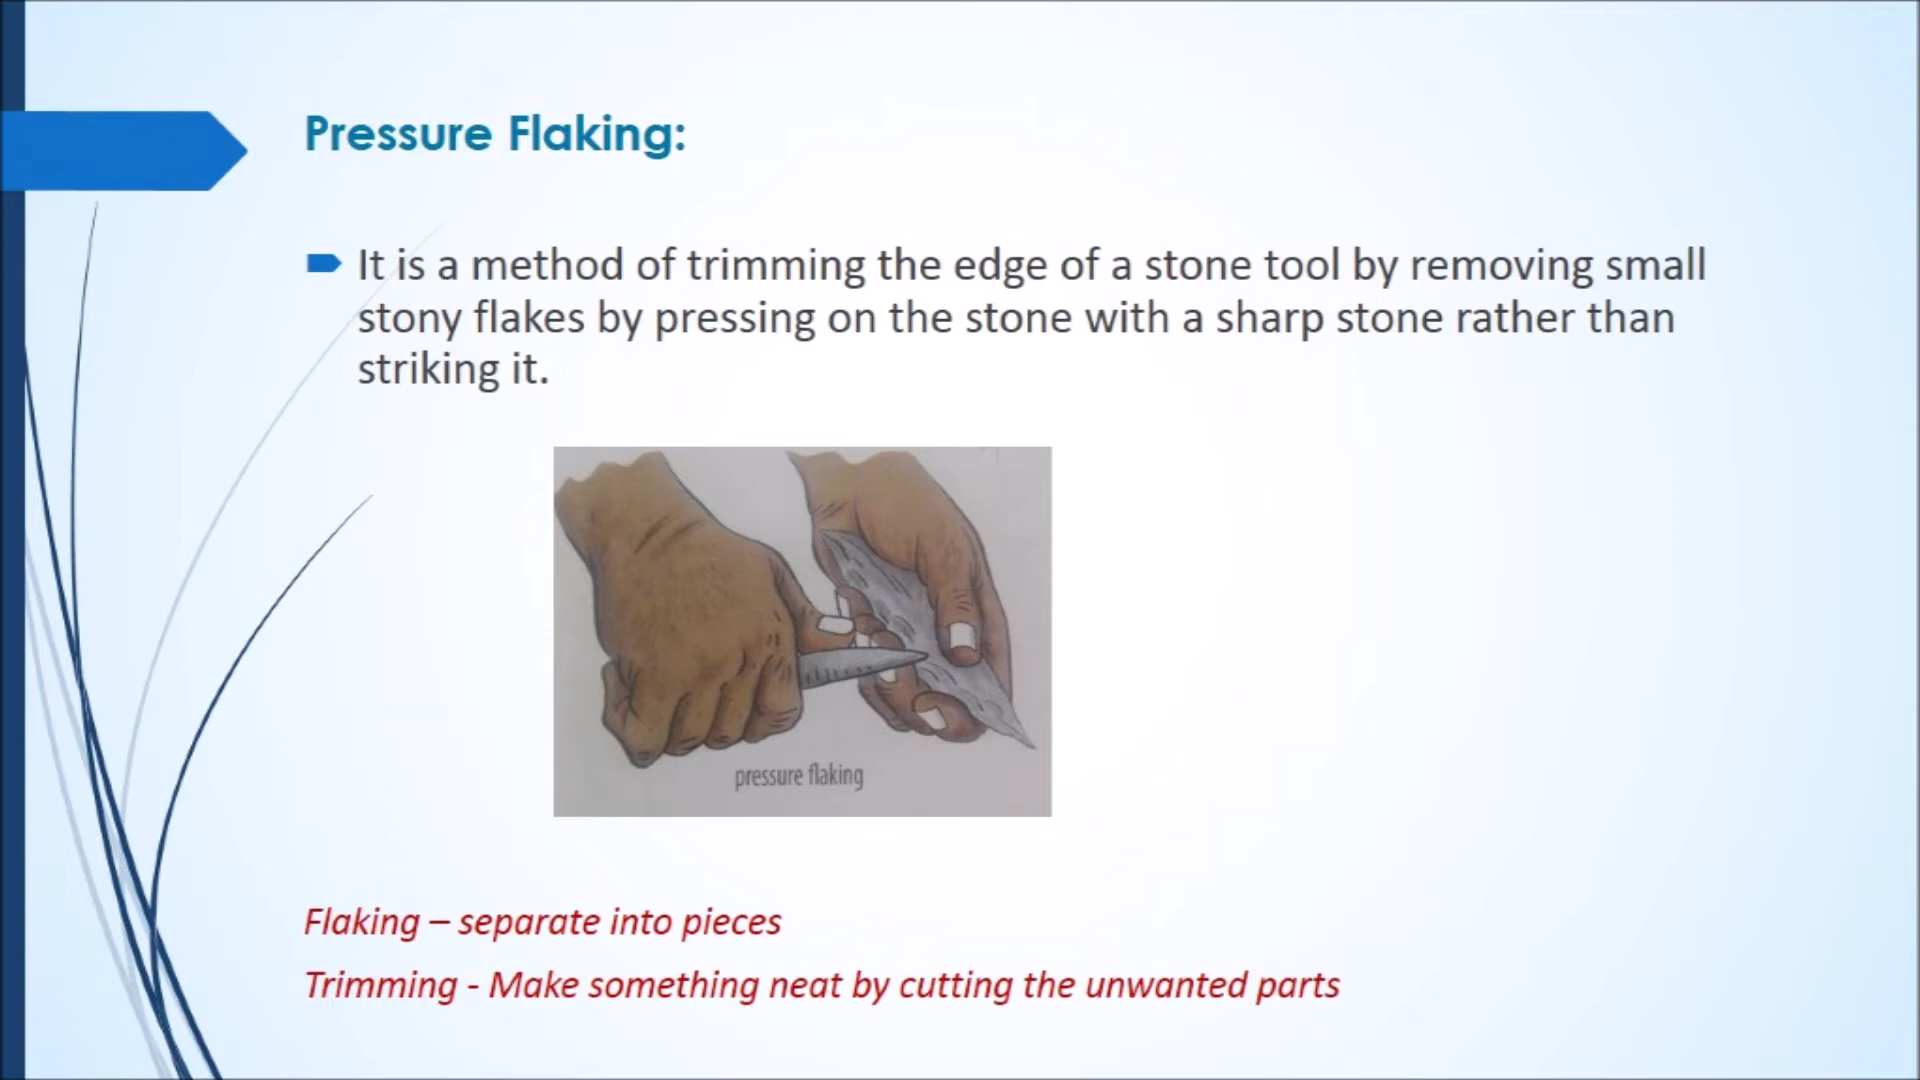 Pressure Flaking:
It is a method of trimming the edge of a stone tool by removing small
stony flakes by pressing on the stone with a sharp stone rather than
striking it.
pressure flaking
Flaking – separate into pieces
Trimming - Make something neat by cutting the unwanted parts